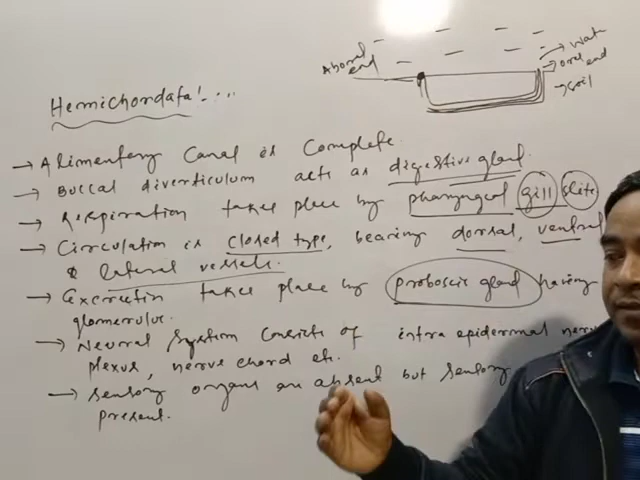 Aboral end
→ Water
→ oral end
→ Soil
Hemichordata!....
→ Alimentary Canal is Complete.
→ Buccal diverticulum acts as digestive gland.
→ Respiration takes place by pharyngeal gill slits
→ Circulation is closed type, bearing dorsal, ventral
& lateral vessels.
→ Excretion takes place by proboscis gland having
glomerulus.
→ Neural System consists of intra epidermal nerve
plexus, nerve chord etc.
→ Sensory organs are absent but sensory
present.